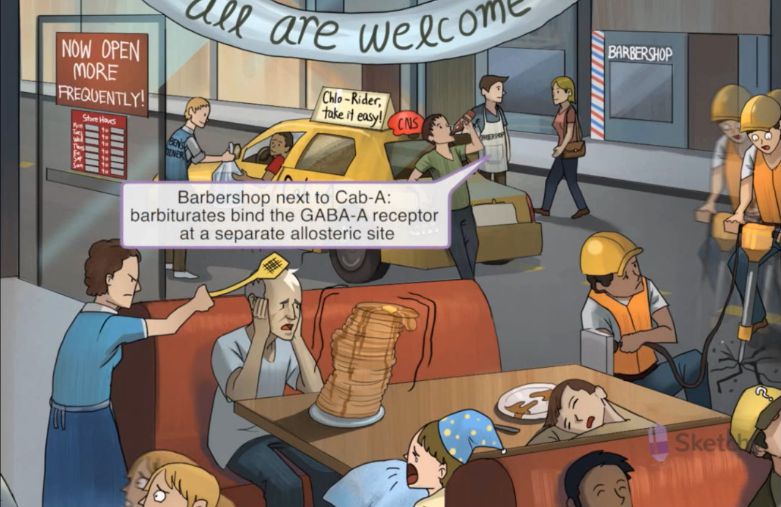 all are welcome
NOW OPEN
MORE
FREQUENTLY!
Store Hours
Chlo-Rider,
take it easy!
CNS
BARBERSHOP
Barbershop next to Cab-A:
barbiturates bind the GABA-A receptor
at a separate allosteric site
Sketch